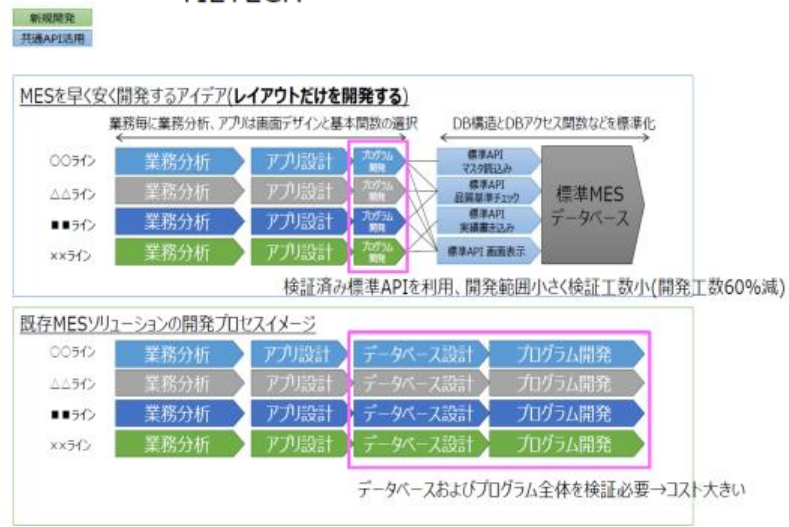 新規開発
共通API活用
MESを早く安く開発するアイデア(レイアウトだけを開発する)
業務毎に業務分析、アプリは画面デザインと基本関数の選択
DB構造とDBアクセス関数などを標準化
○○ライン 業務分析 アプリ設計 プログラム開発
△△ライン 業務分析 アプリ設計 プログラム開発
■■ライン 業務分析 アプリ設計 プログラム開発
××ライン 業務分析 アプリ設計 プログラム開発
標準API
マスタ読込み
標準API
品質基準チェック
標準API
実績書き込み
標準API 画面表示
標準MES
データベース
検証済み標準APIを利用、開発範囲小さく検証工数小(開発工数60%減)
既存MESソリューションの開発プロセスイメージ
○○ライン 業務分析 アプリ設計 データベース設計 プログラム開発
△△ライン 業務分析 アプリ設計 データベース設計 プログラム開発
■■ライン 業務分析 アプリ設計 データベース設計 プログラム開発
××ライン 業務分析 アプリ設計 データベース設計 プログラム開発
データベースおよびプログラム全体を検証必要→コスト大きい